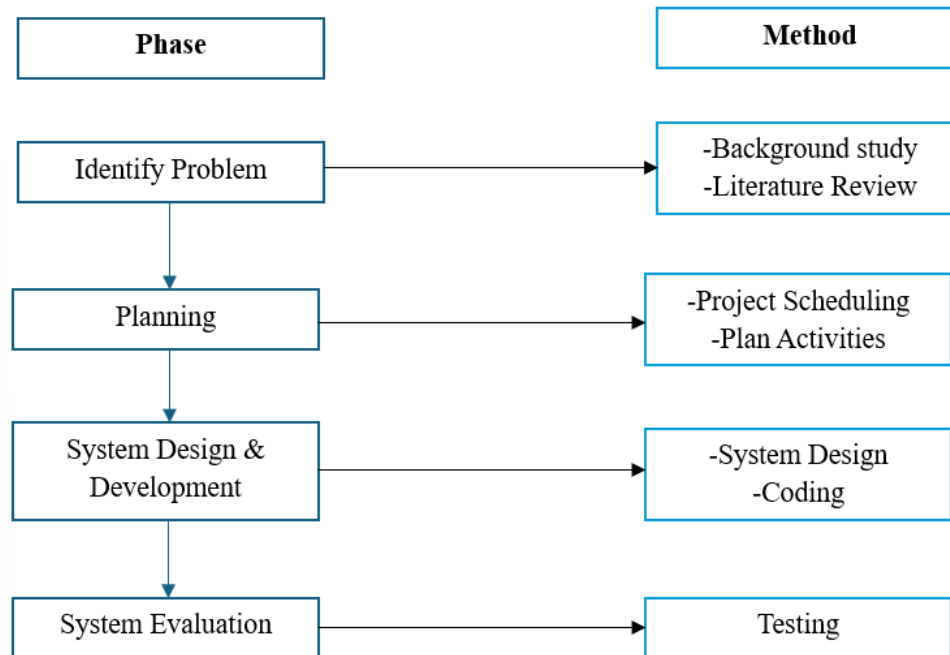 Phase
Method
Identify Problem
-Background study
-Literature Review
Planning
-Project Scheduling
-Plan Activities
System Design &
Development
-System Design
-Coding
System Evaluation
Testing